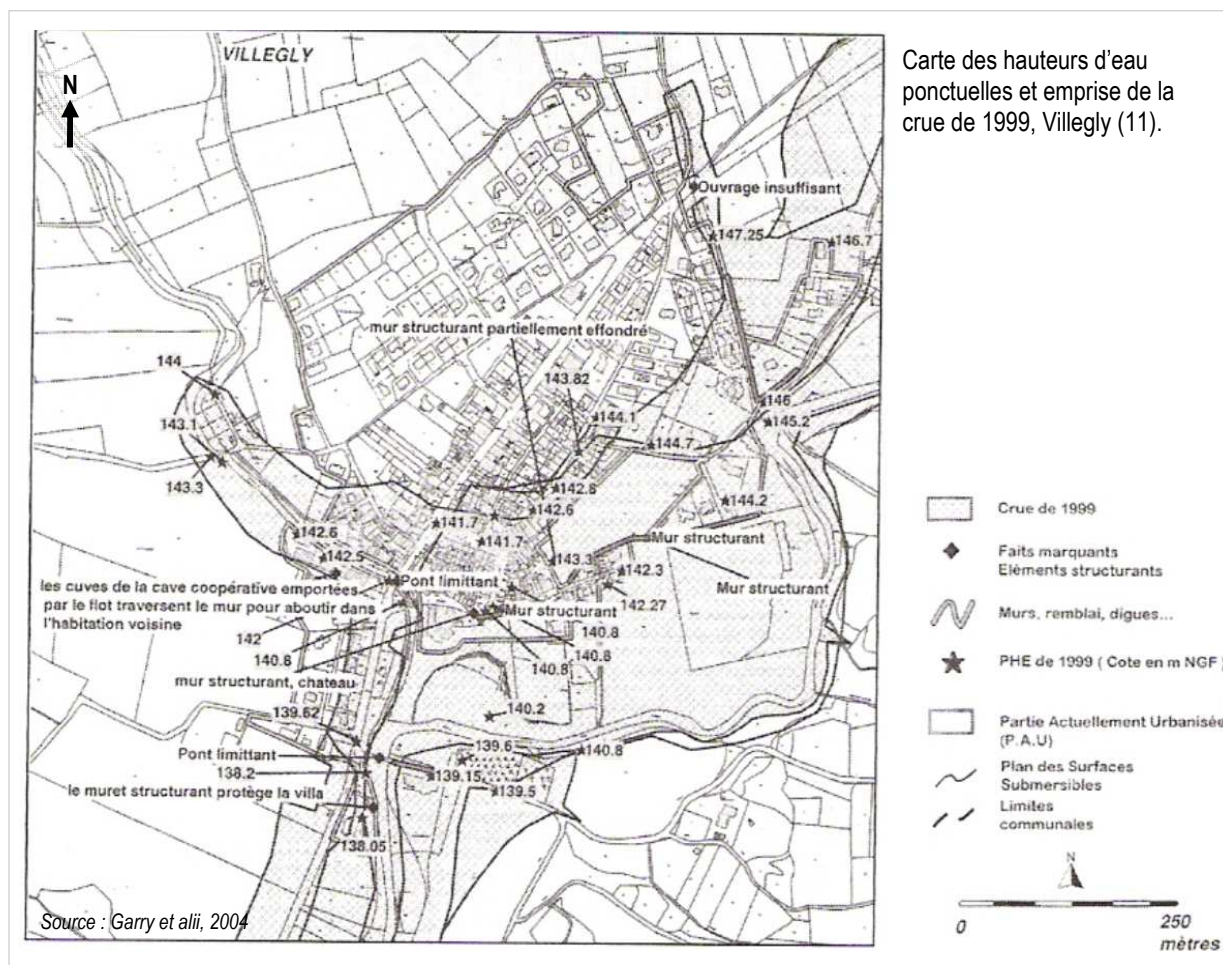 VILLEGLY
N
Carte des hauteurs d'eau
ponctuelles et emprise de la
crue de 1999, Villegly (11).
Ouvrage insuffisant
147.25
146.7
mur structurant partiellement effondré
144
143.82
143.1
144.1
146
145.2
144.7
143.3
142.8
144.2
142.6
142.6
141.7
141.7
142.5
143.3
Mur structurant
142.3
Mur structurant
Pont limittant
les cuves de la cave coopérative emportées
par le flot traversent le mur pour aboutir dans
l'habitation voisine
142.27
Mur structurant
142
140.8
140.8
140.8
140.8
mur structurant, chateau
139.62
140.2
Pont limittant
139.6
140.8
138.2
139.15
139.5
le muret structurant protège la villa
138.05
Source : Garry et alii, 2004
Crue de 1999
Faits marquants
Eléments structurants
Murs, remblai, digues...
PHE de 1999 ( Cote en m NGF )
Partie Actuellement Urbanisée
(P.A.U)
Plan des Surfaces
Submersibles
Limites
communales
N
0
250
mètres